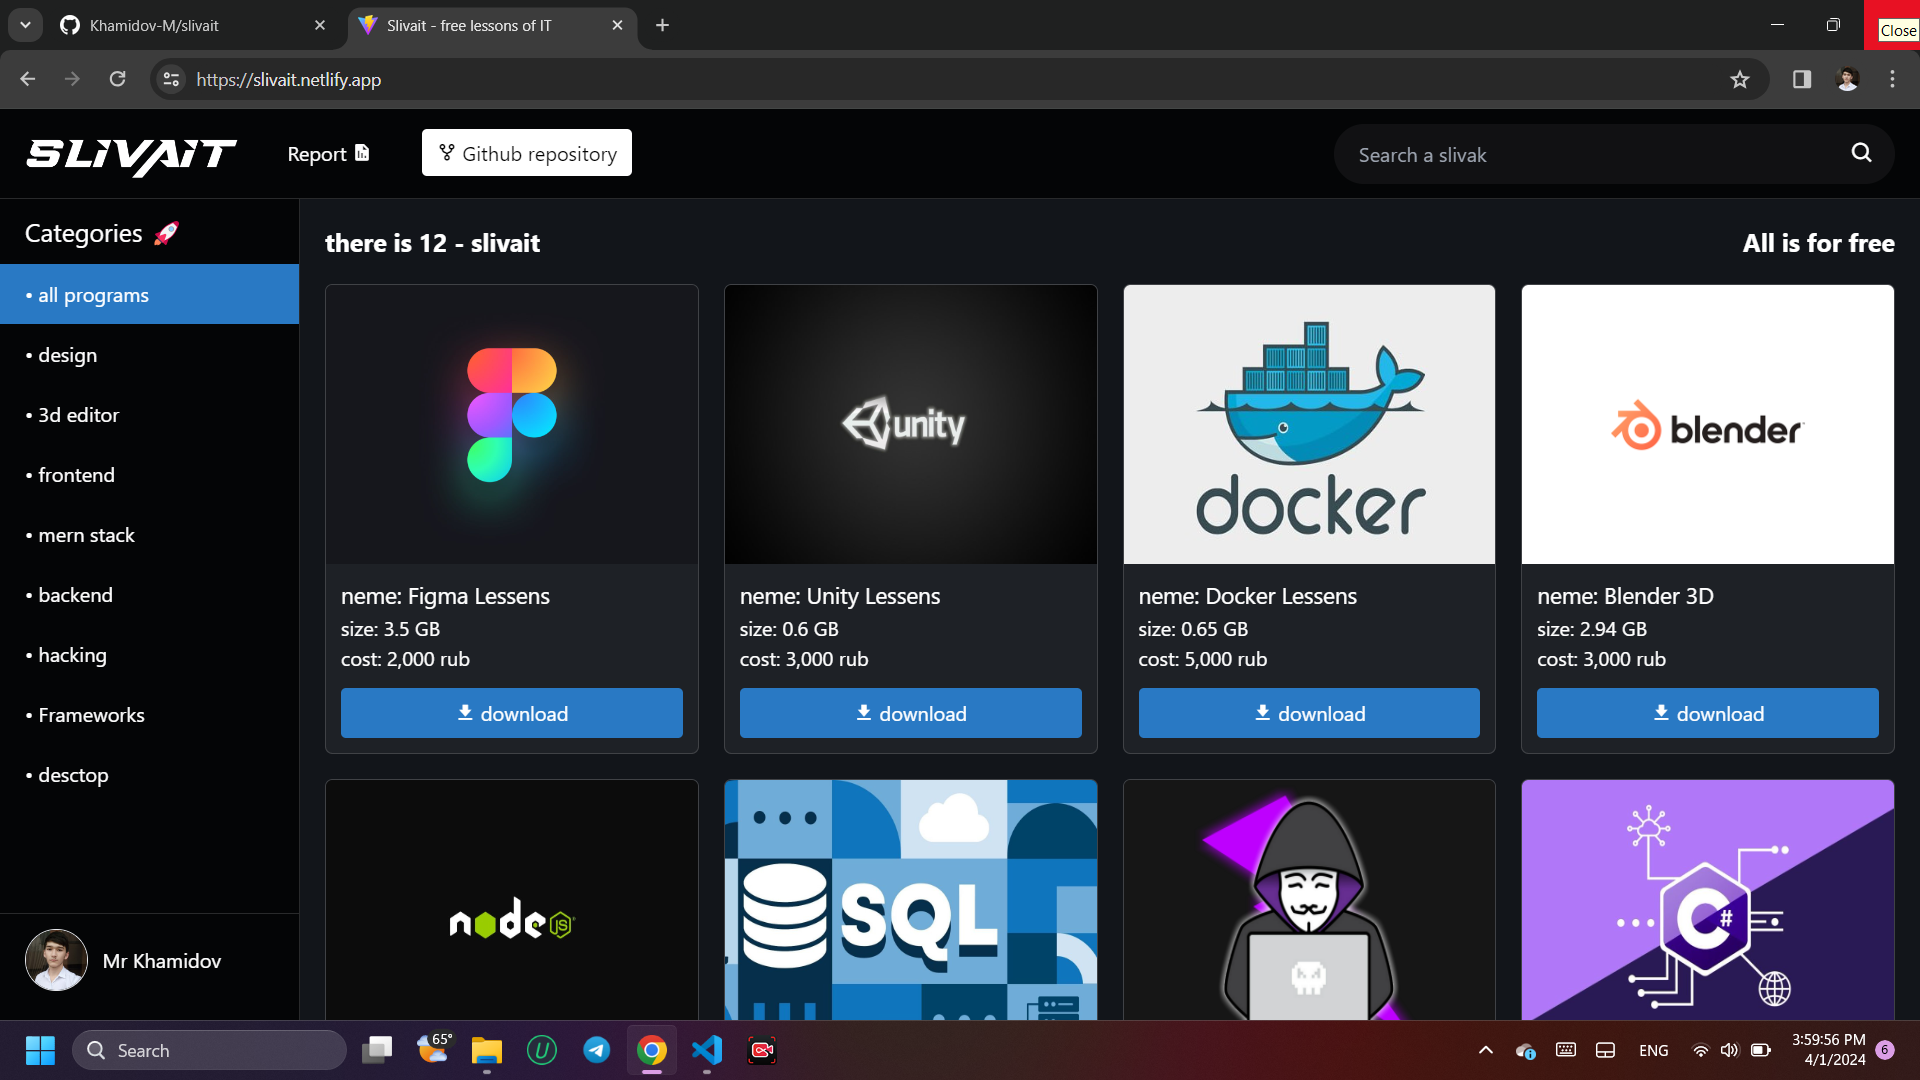 Khamidov-M/slivait
Slivait - free lessons of IT
Close
https://slivait.netlify.app
SLIVAIT
Report
Github repository
Search a slivak
Categories 🚀
• all programs
• design
• 3d editor
• frontend
• mern stack
• backend
• hacking
• Frameworks
• desctop
Mr Khamidov
there is 12 - slivait
All is for free
neme: Figma Lessens
size: 3.5 GB
cost: 2,000 rub
download
unity
neme: Unity Lessens
size: 0.6 GB
cost: 3,000 rub
download
docker
neme: Docker Lessens
size: 0.65 GB
cost: 5,000 rub
download
blender
neme: Blender 3D
size: 2.94 GB
cost: 3,000 rub
download
node
JS
SQL
C#
Search
65°
ENG
3:59:56 PM
4/1/2024
6